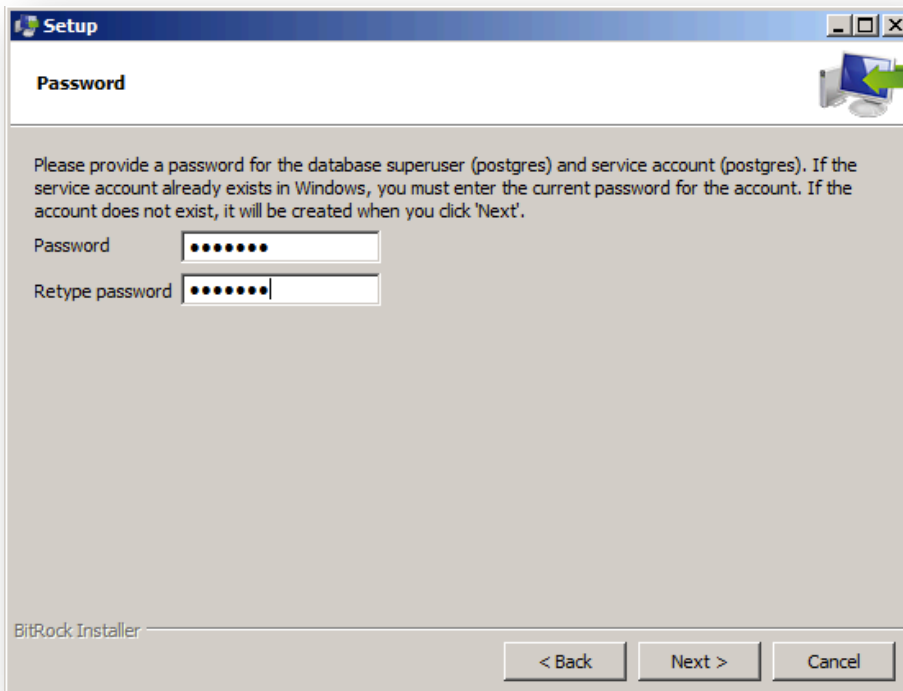 Setup
Password
Please provide a password for the database superuser (postgres) and service account (postgres). If the
service account already exists in Windows, you must enter the current password for the account. If the
account does not exist, it will be created when you click 'Next'.
Password •••••••
Retype password •••••••
BitRock Installer
< Back Next > Cancel